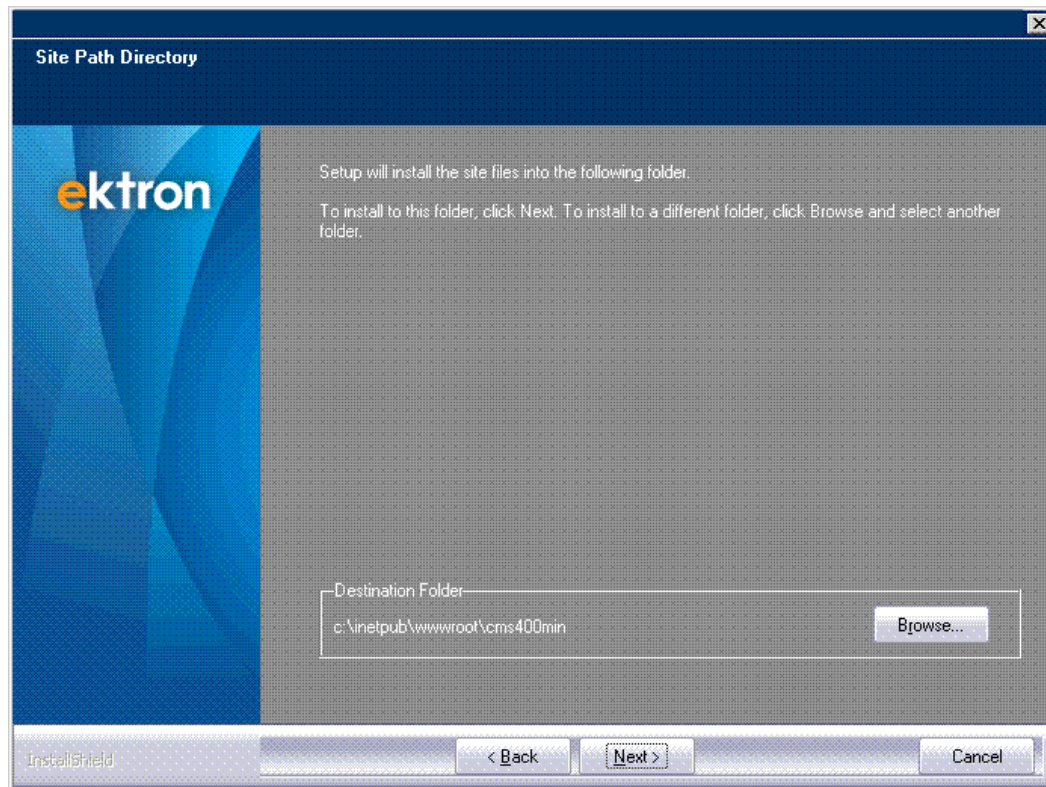 Site Path Directory
ektron
Setup will install the site files into the following folder.
To install to this folder, click Next. To install to a different folder, click Browse and select another
folder.
Destination Folder
c:\inetpub\wwwroot\cms400min
Browse...
InstallShield
< Back
Next >
Cancel